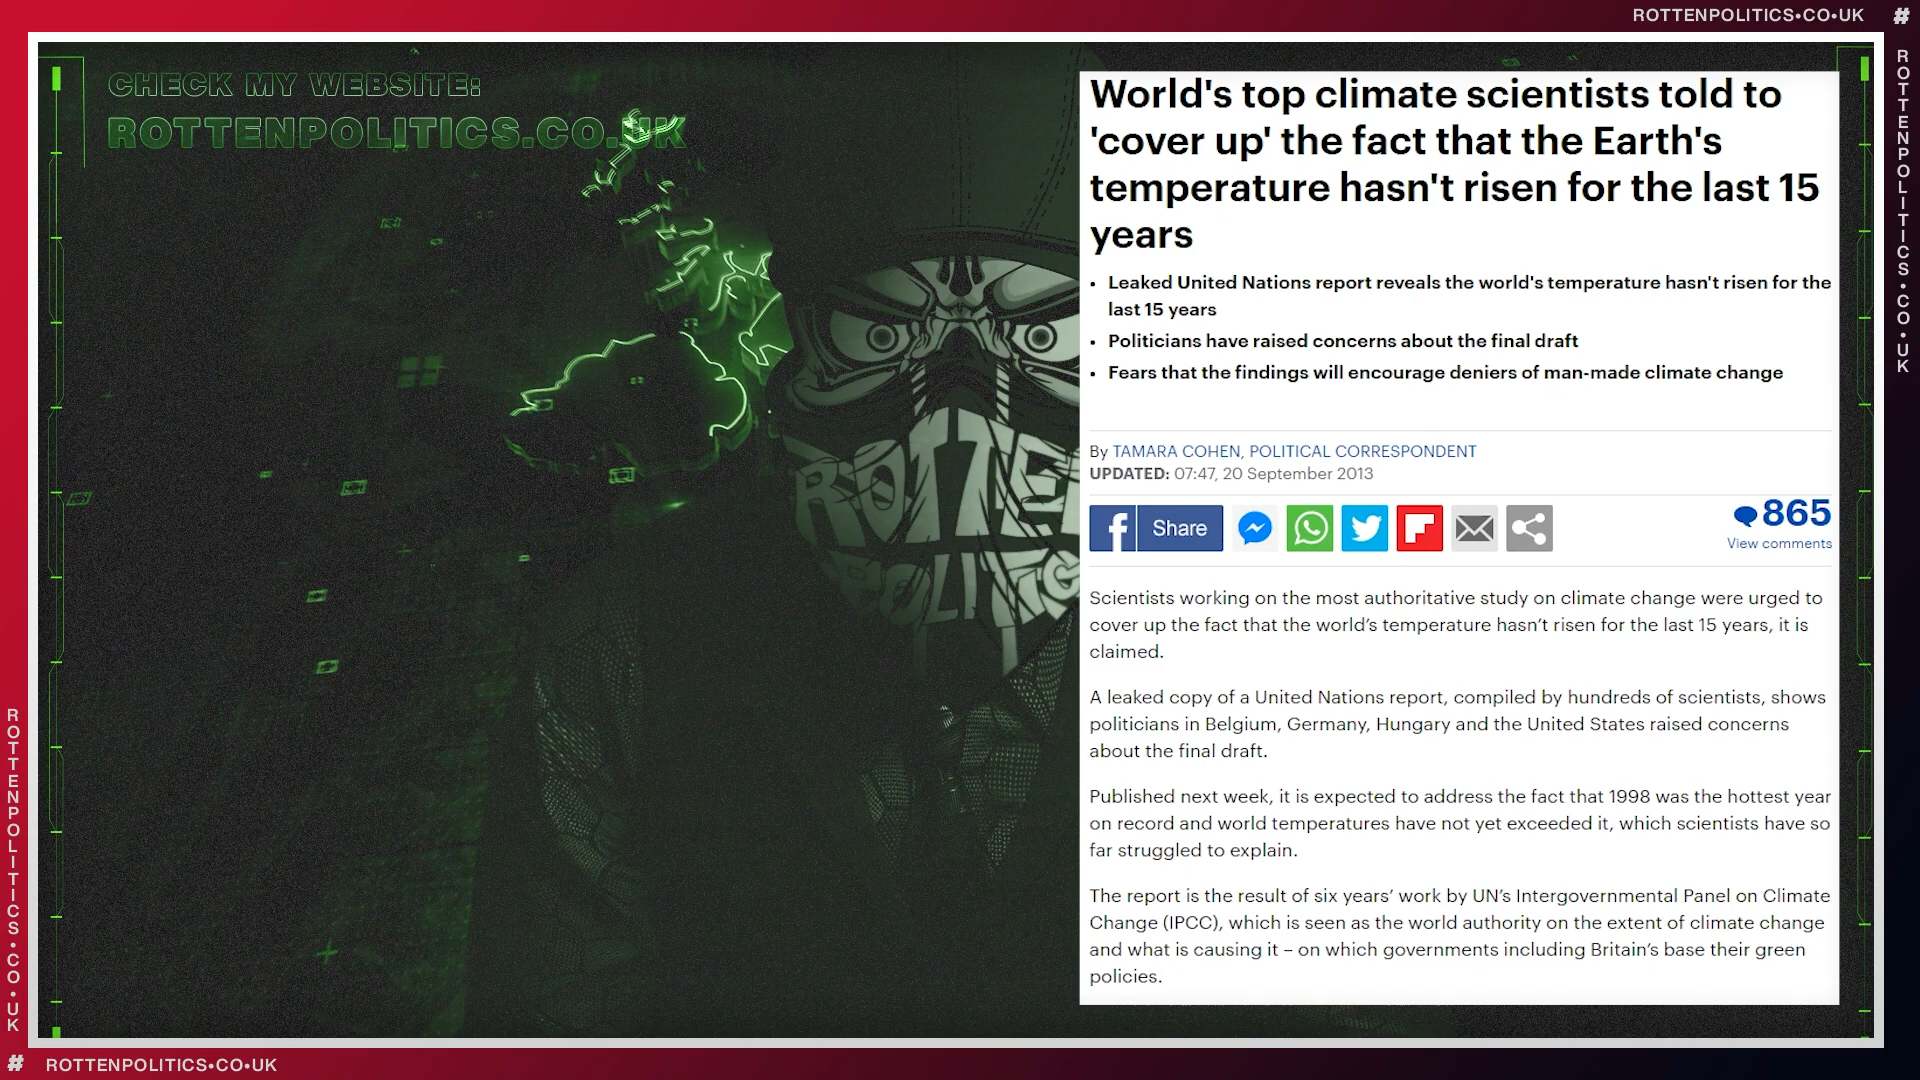 ROTTENPOLITICS•CO•UK #
ROTTENPOLITICS•CO•UK
CHECK MY WEBSITE:
ROTTENPOLITICS.CO.UK
World's top climate scientists told to
'cover up' the fact that the Earth's
temperature hasn't risen for the last 15
years
• Leaked United Nations report reveals the world's temperature hasn't risen for the
last 15 years
• Politicians have raised concerns about the final draft
• Fears that the findings will encourage deniers of man-made climate change
By TAMARA COHEN, POLITICAL CORRESPONDENT
UPDATED: 07:47, 20 September 2013
f Share
865
View comments
Scientists working on the most authoritative study on climate change were urged to
cover up the fact that the world’s temperature hasn’t risen for the last 15 years, it is
claimed.
A leaked copy of a United Nations report, compiled by hundreds of scientists, shows
politicians in Belgium, Germany, Hungary and the United States raised concerns
about the final draft.
Published next week, it is expected to address the fact that 1998 was the hottest year
on record and world temperatures have not yet exceeded it, which scientists have so
far struggled to explain.
The report is the result of six years’ work by UN’s Intergovernmental Panel on Climate
Change (IPCC), which is seen as the world authority on the extent of climate change
and what is causing it – on which governments including Britain’s base their green
policies.
ROTTE
POLITIC
ROTTENPOLITICS•CO•UK
# ROTTENPOLITICS•CO•UK